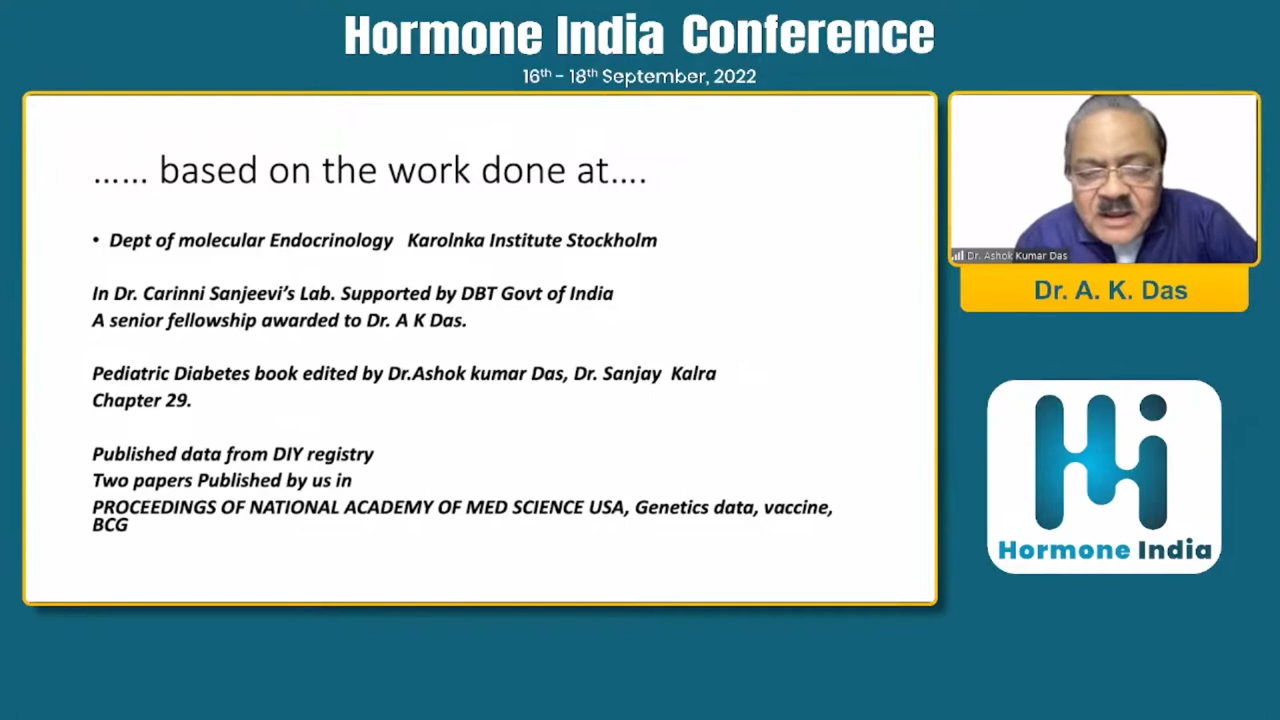 Hormone India Conference
16th - 18th September, 2022
...... based on the work done at....
• Dept of molecular Endocrinology Karolnka Institute Stockholm
In Dr. Carinni Sanjeevi's Lab. Supported by DBT Govt of India
A senior fellowship awarded to Dr. A K Das.
Pediatric Diabetes book edited by Dr.Ashok kumar Das, Dr. Sanjay Kalra
Chapter 29.
Published data from DIY registry
Two papers Published by us in
PROCEEDINGS OF NATIONAL ACADEMY OF MED SCIENCE USA, Genetics data, vaccine,
BCG
Dr. Ashok Kumar Das
Dr. A. K. Das
Hi
Hormone India